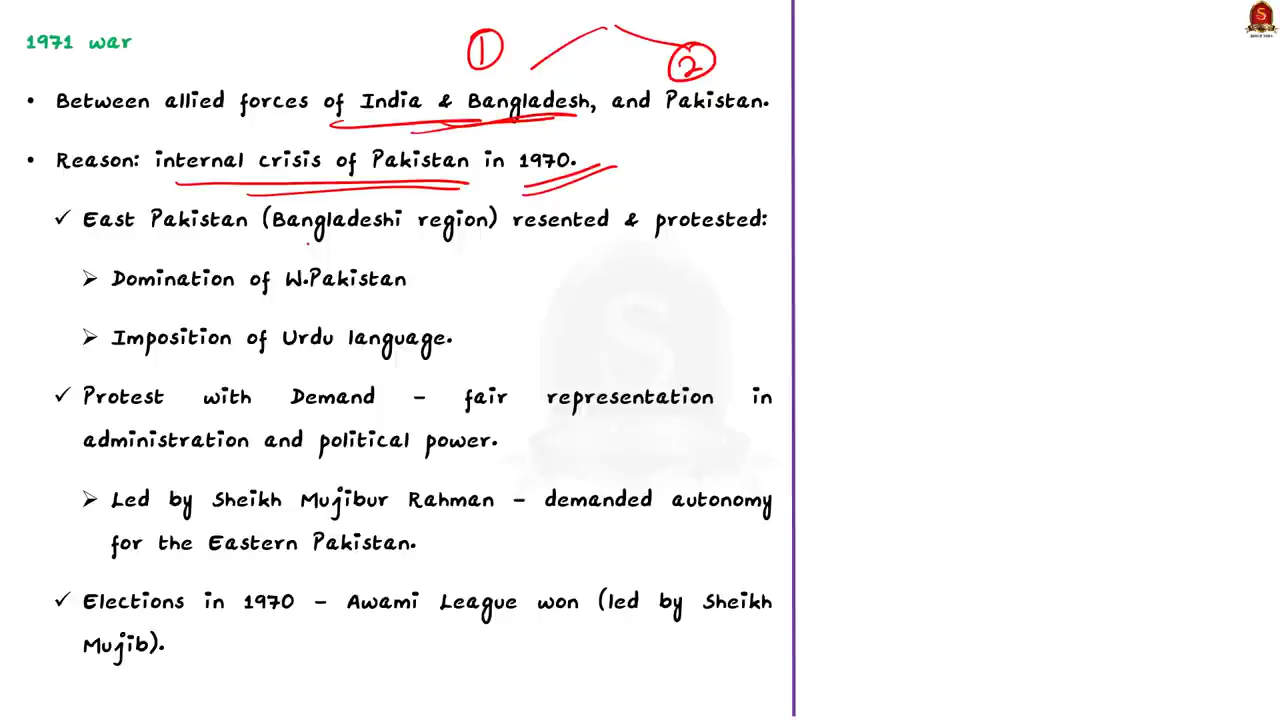 1971 war
① ②
• Between allied forces of India & Bangladesh, and Pakistan.
• Reason: internal crisis of Pakistan in 1970.
✓ East Pakistan (Bangladeshi region) resented & protested:
➢ Domination of W.Pakistan
➢ Imposition of Urdu language.
✓ Protest with Demand – fair representation in
administration and political power.
➢ Led by Sheikh Mujibur Rahman – demanded autonomy
for the Eastern Pakistan.
✓ Elections in 1970 – Awami League won (led by Sheikh
Mujib).
S
SINCE 2004
S